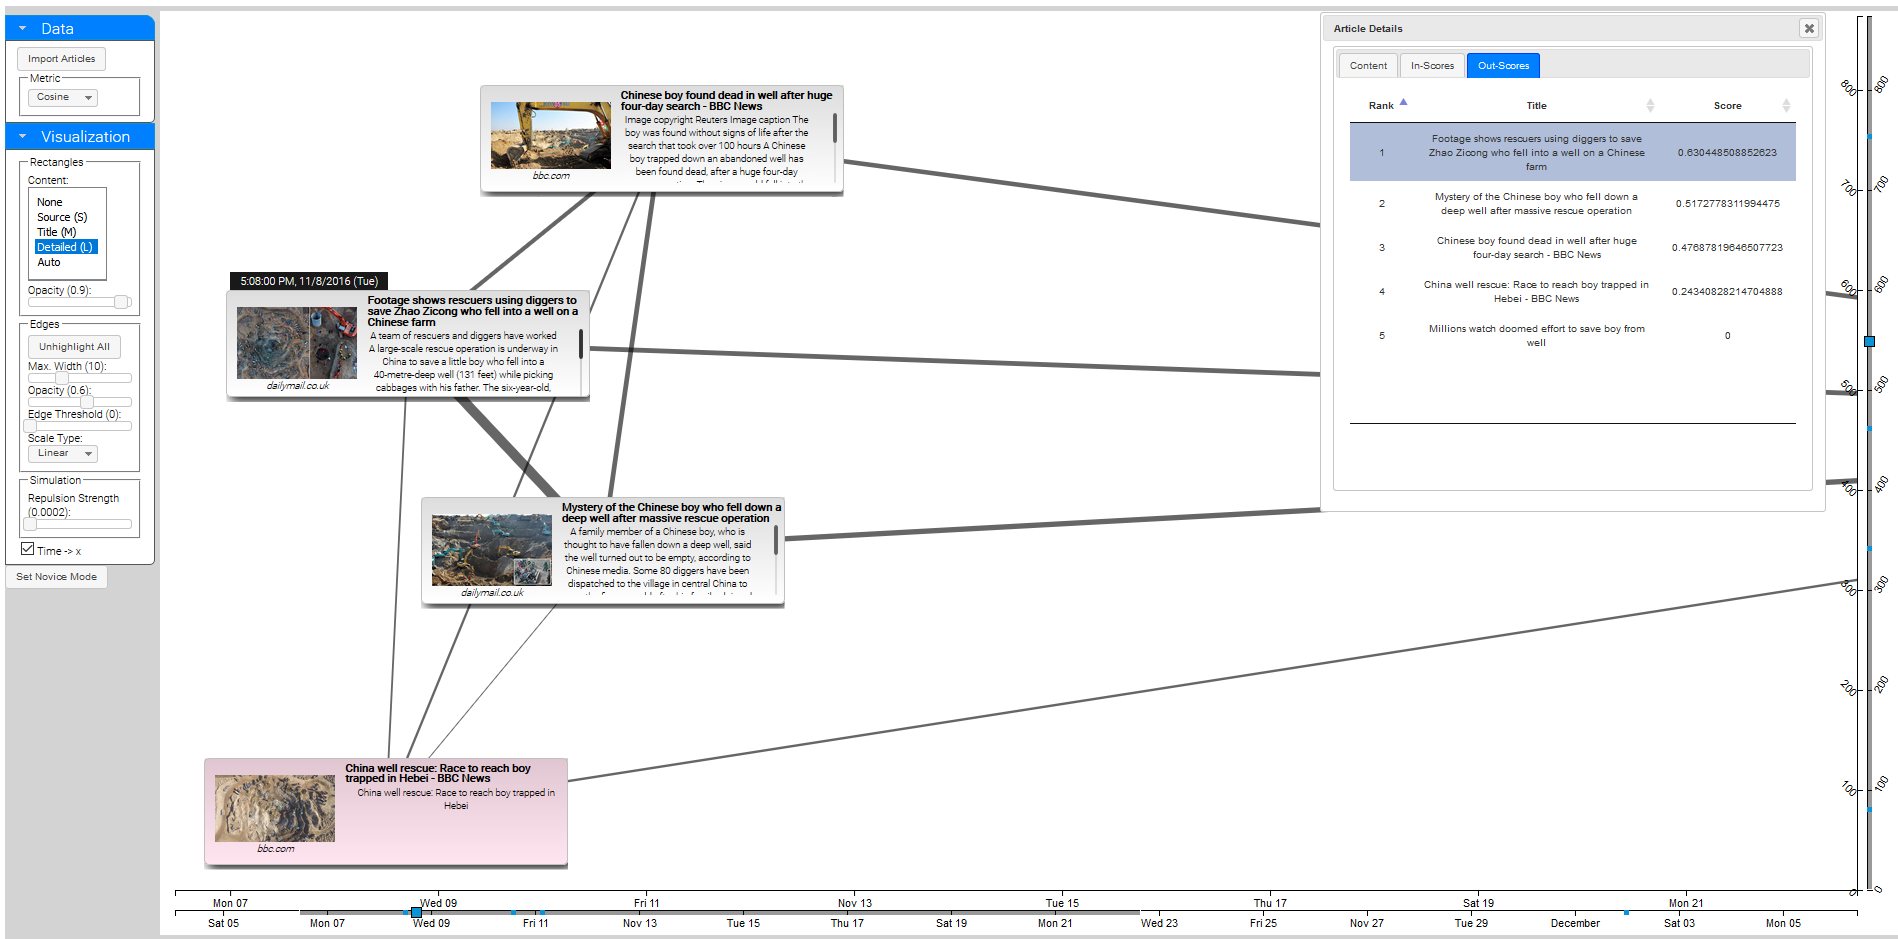 Data
Import Articles
Metric
Cosine
Visualization
Rectangles
Content:
None
Source (S)
Title (M)
Detailed (L)
Auto
Opacity (0.9):
Edges
Unhighlight All
Max. Width (10):
Opacity (0.6):
Edge Threshold (0):
Scale Type:
Linear
Simulation
Repulsion Strength
(0.0002):
Time -> x
Set Novice Mode
Chinese boy found dead in well after huge
four-day search - BBC News
Image copyright Reuters Image caption The
boy was found without signs of life after the
search that took over 100 hours A Chinese
boy trapped down an abandoned well has
been found dead, after a huge four-day
bbc.com
5:08:00 PM, 11/8/2016 (Tue)
Footage shows rescuers using diggers to
save Zhao Zicong who fell into a well on a
Chinese farm
A team of rescuers and diggers have worked
A large-scale rescue operation is underway in
China to save a little boy who fell into a
40-metre-deep well (131 feet) while picking
cabbages with his father. The six-year-old,
dailymail.co.uk
Mystery of the Chinese boy who fell down a
deep well after massive rescue operation
A family member of a Chinese boy, who is
thought to have fallen down a deep well, said
the well turned out to be empty, according to
Chinese media. Some 80 diggers have been
dispatched to the village in central China to
dailymail.co.uk
China well rescue: Race to reach boy
trapped in Hebei - BBC News
China well rescue: Race to reach boy trapped in
Hebei
bbc.com
Article Details
Content In-Scores Out-Scores
Rank Title Score
1 Footage shows rescuers using diggers to save Zhao Zicong who fell into a well on a Chinese farm 0.630448508852623
2 Mystery of the Chinese boy who fell down a deep well after massive rescue operation 0.5172778311994475
3 Chinese boy found dead in well after huge four-day search - BBC News 0.47687819646507723
4 China well rescue: Race to reach boy trapped in Hebei - BBC News 0.24340828214704888
5 Millions watch doomed effort to save boy from well 0
800 800
700 700
600 600
500 500
400 400
300 300
200 200
100 100
0 0
Mon 07 Wed 09 Fri 11 Nov 13 Tue 15 Thu 17 Sat 19 Mon 21
Sat 05 Mon 07 Wed 09 Fri 11 Nov 13 Tue 15 Thu 17 Sat 19 Mon 21 Wed 23 Fri 25 Nov 27 Tue 29 December Sat 03 Mon 05